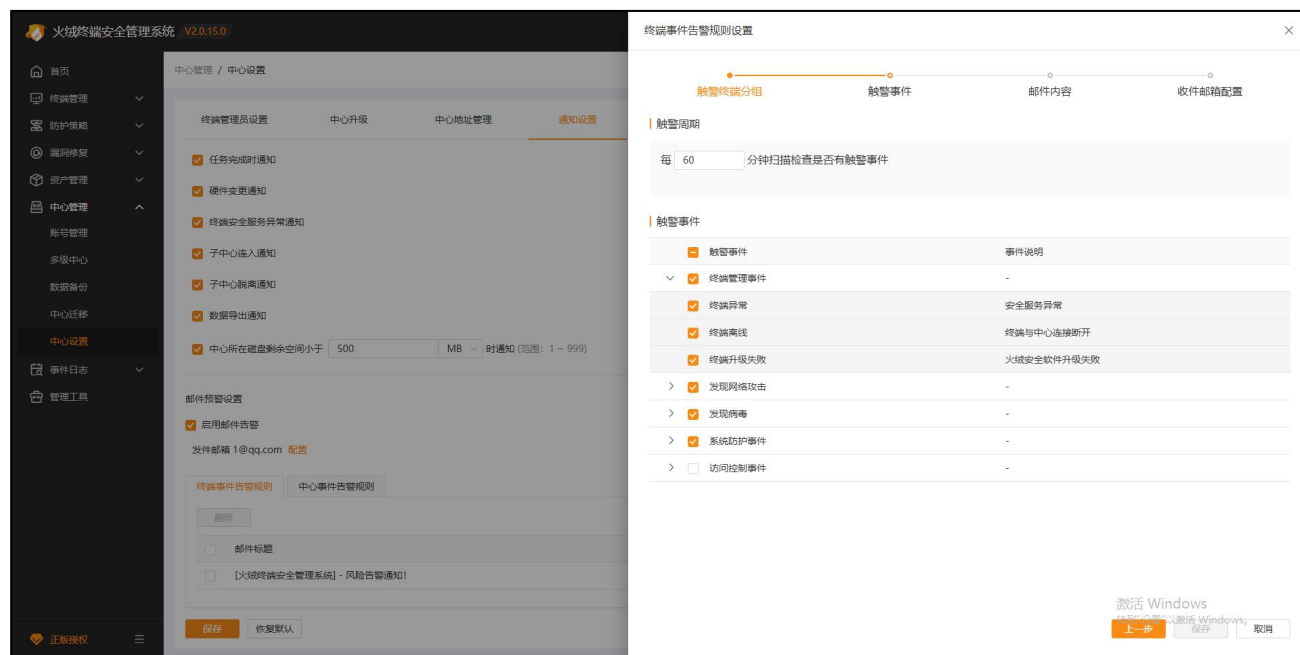 火绒终端安全管理系统 V2.0.15.0
首页
终端管理
防护策略
漏洞修复
资产管理
中心管理
账号管理
多级中心
数据备份
中心迁移
中心设置
事件日志
管理工具
正版授权
中心管理 / 中心设置
终端管理员设置 中心升级 中心地址管理 通知设置
任务完成时通知
硬件变更通知
终端安全服务异常通知
子中心连入通知
子中心脱离通知
数据导出通知
中心所在磁盘剩余空间小于 500 MB 时通知 (范围: 1 ~ 999)
邮件预警设置
启用邮件告警
发件邮箱 1@qq.com 配置
终端事件告警规则 中心事件告警规则
删除
邮件标题
[火绒终端安全管理系统] - 风险告警通知!
保存 恢复默认
终端事件告警规则设置
触警终端分组 触警事件 邮件内容 收件邮箱配置
触警周期
每 60 分钟扫描检查是否有触警事件
触警事件
触警事件 事件说明
终端管理事件 -
终端异常 安全服务异常
终端离线 终端与中心连接断开
终端升级失败 火绒安全软件升级失败
发现网络攻击 -
发现病毒 -
系统防护事件 -
访问控制事件 -
激活 Windows
以激活 Windows。
上一步 保存 取消